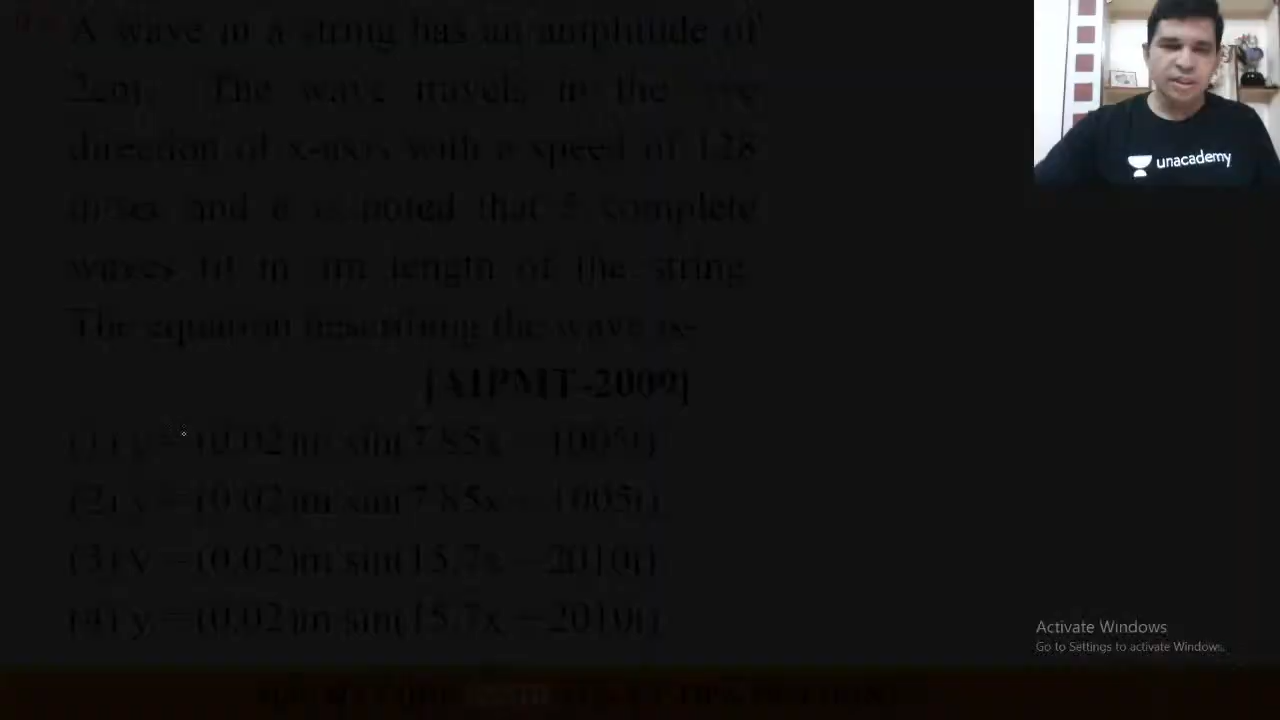 A wave in a string has an amplitude of
2cm. The wave travels in the
direction of x-axis with a speed of 128
m/sec and it is noted that 5 complete
waves fit in 4m length of the string.
The equation describing the wave is-
[AIPMT-2009]
(1) y = (0.02)m sin(7.85x 1005t)
(2) y = (0.02)m sin(7.85x 1005t)
(3) y = (0.02)m sin(15.7x 2010t)
(4) y = (0.02)m sin(15.7x 2010t)
unacademy
Activate Windows
Go to Settings to activate Windows.